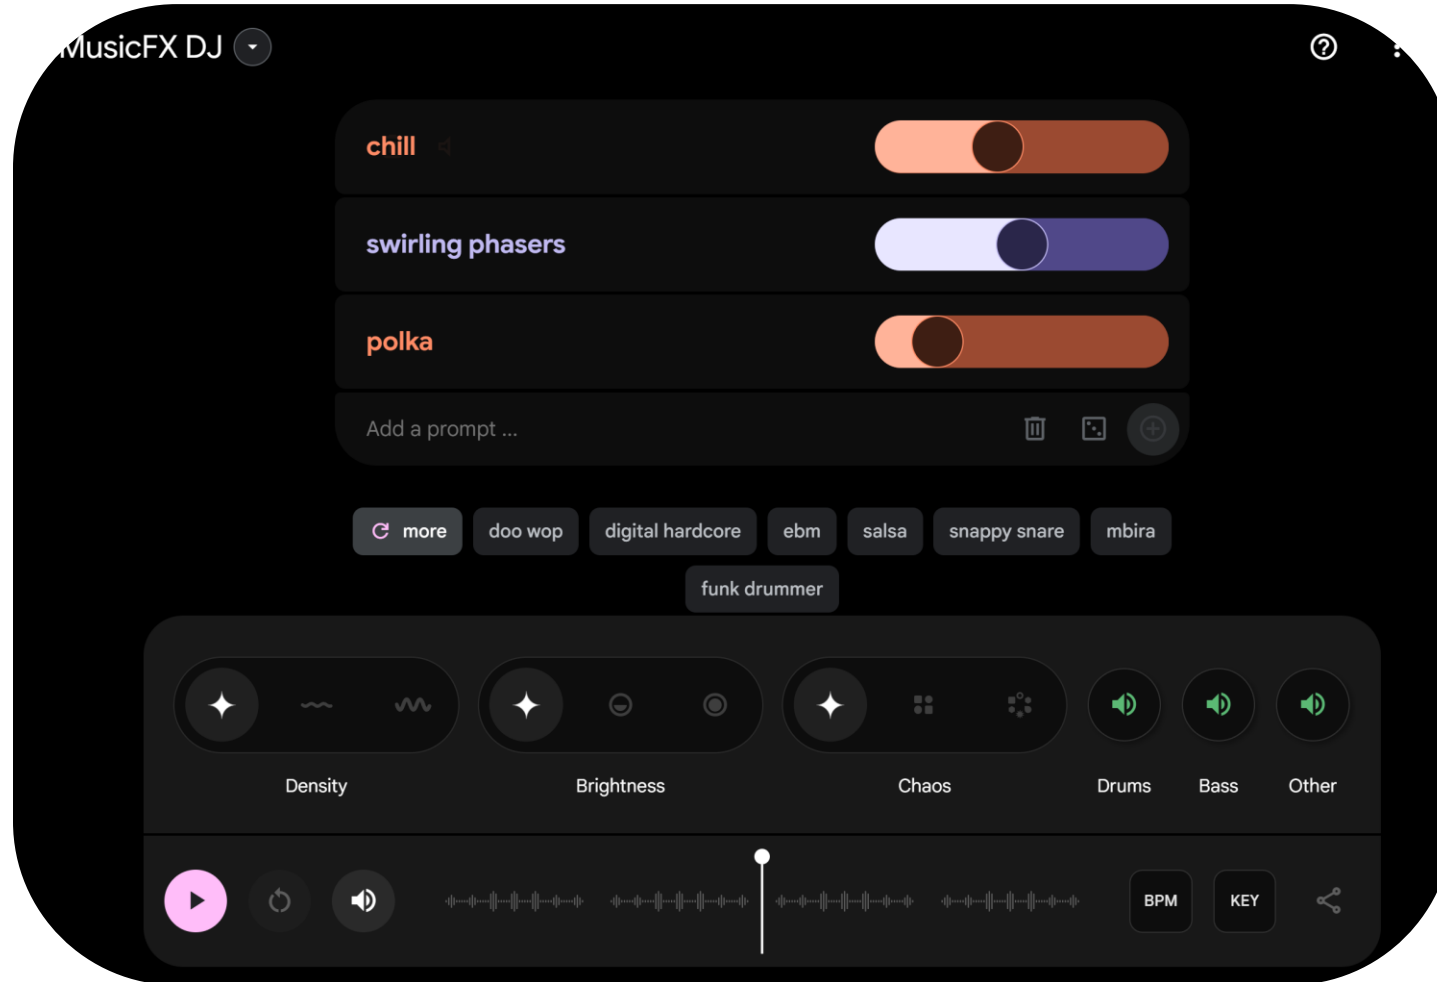 MusicFX DJ
chill
swirling phasers
polka
Add a prompt ...
more doo wop digital hardcore ebm salsa snappy snare mbira
funk drummer
Density Brightness Chaos Drums Bass Other
BPM KEY